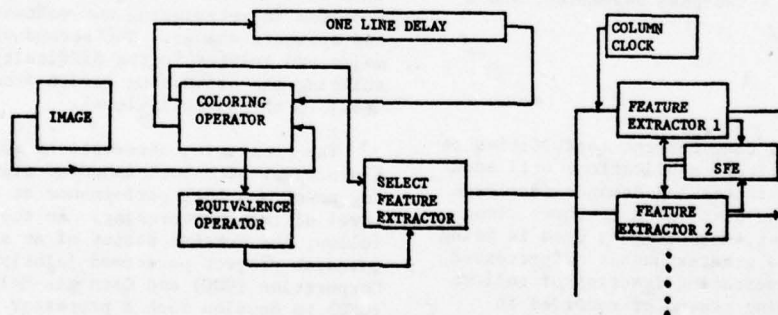 ONE LINE DELAY
COLUMN
CLOCK
IMAGE
COLORING
OPERATOR
FEATURE
EXTRACTOR 1
SFE
SELECT
FEATURE
EXTRACTOR
EQUIVALENCE
OPERATOR
FEATURE
EXTRACTOR 2